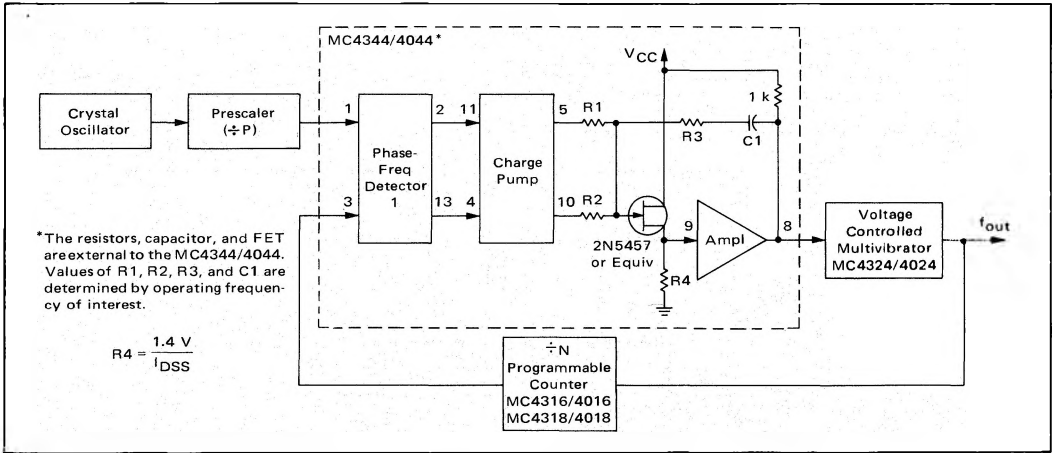 MC4344/4044*
VCC
1 k
Crystal
Oscillator
Prescaler
(÷P)
1
3
Phase-
Freq
Detector
1
2
11
13
4
Charge
Pump
5
R1
10
R2
R3
C1
2N5457
or Equiv
R4
9
Ampl
8
Voltage
Controlled
Multivibrator
MC4324/4024
fout
*The resistors, capacitor, and FET
are external to the MC4344/4044.
Values of R1, R2, R3, and C1 are
determined by operating frequen-
cy of interest.
R4 = 1.4 V / IDSS
÷N
Programmable
Counter
MC4316/4016
MC4318/4018